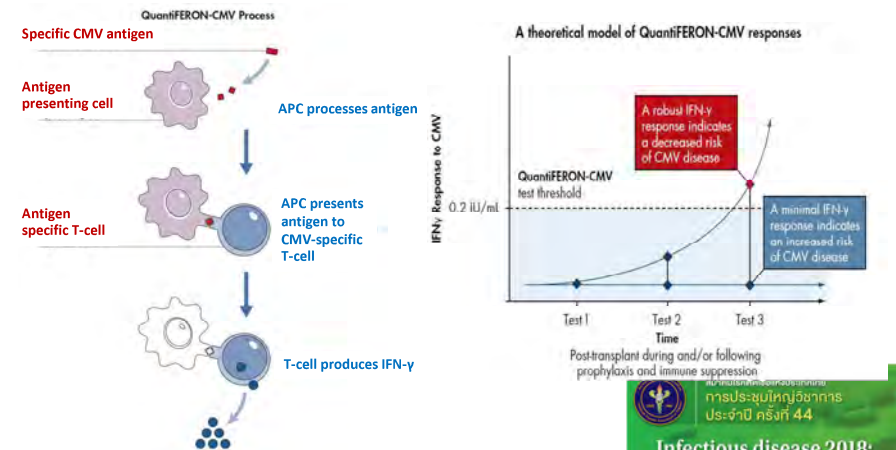 QuantiFERON-CMV Process
Specific CMV antigen
Antigen
presenting cell
APC processes antigen
Antigen
specific T-cell
APC presents
antigen to
CMV-specific
T-cell
T-cell produces IFN-γ
A theoretical model of QuantiFERON-CMV responses
IFNγ Response to CMV
A robust IFN-γ
response indicates
a decreased risk
of CMV disease
QuantiFERON-CMV
test threshold
0.2 iU/mL
A minimal IFN-γ
response indicates
an increased risk
of CMV disease
Test 1
Test 2
Test 3
Time
Post-transplant during and/or following
prophylaxis and immune suppression
การประชุมใหญ่วิชาการ
ประจำปี ครั้งที่ 44
Infectious disease 2018: